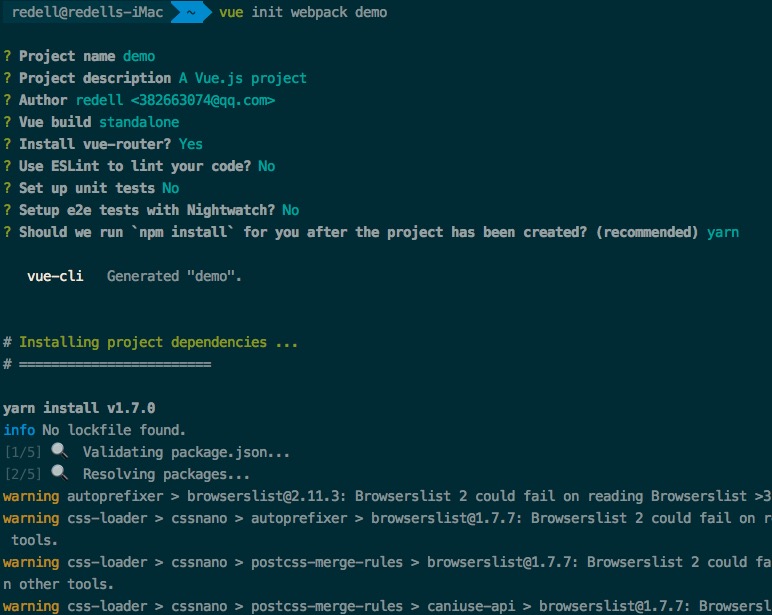 redell@redells-iMac ~ vue init webpack demo
? Project name demo
? Project description A Vue.js project
? Author redell <382663074@qq.com>
? Vue build standalone
? Install vue-router? Yes
? Use ESLint to lint your code? No
? Set up unit tests No
? Setup e2e tests with Nightwatch? No
? Should we run `npm install` for you after the project has been created? (recommended) yarn
vue-cli Generated "demo".
# Installing project dependencies ...
# ========================
yarn install v1.7.0
info No lockfile found.
[1/5] 🔍 Validating package.json...
[2/5] 🔍 Resolving packages...
warning autoprefixer > browserslist@2.11.3: Browserslist 2 could fail on reading Browserslist >3
warning css-loader > cssnano > autoprefixer > browserslist@1.7.7: Browserslist 2 could fail on r
tools.
warning css-loader > cssnano > postcss-merge-rules > browserslist@1.7.7: Browserslist 2 could fa
n other tools.
warning css-loader > cssnano > postcss-merge-rules > caniuse-api > browserslist@1.7.7: Browsersl